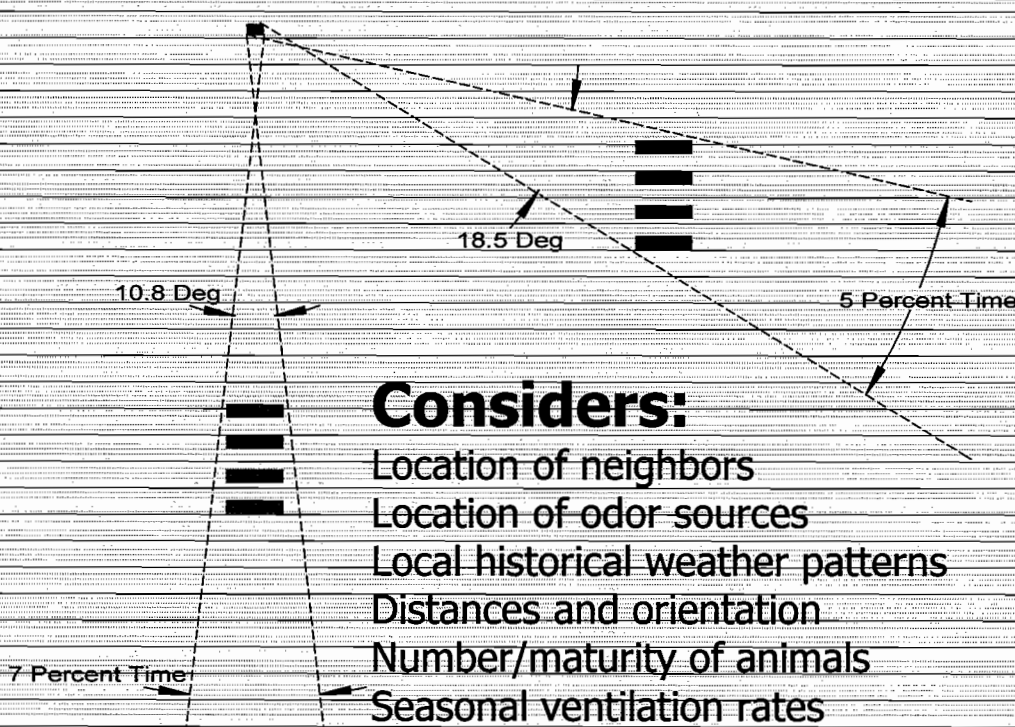 18.5 Deg
10.8 Deg
5 Percent Time
Considers:
Location of neighbors
Location of odor sources
Local historical weather patterns
Distances and orientation
Number/maturity of animals
7 Percent Time
Seasonal ventilation rates